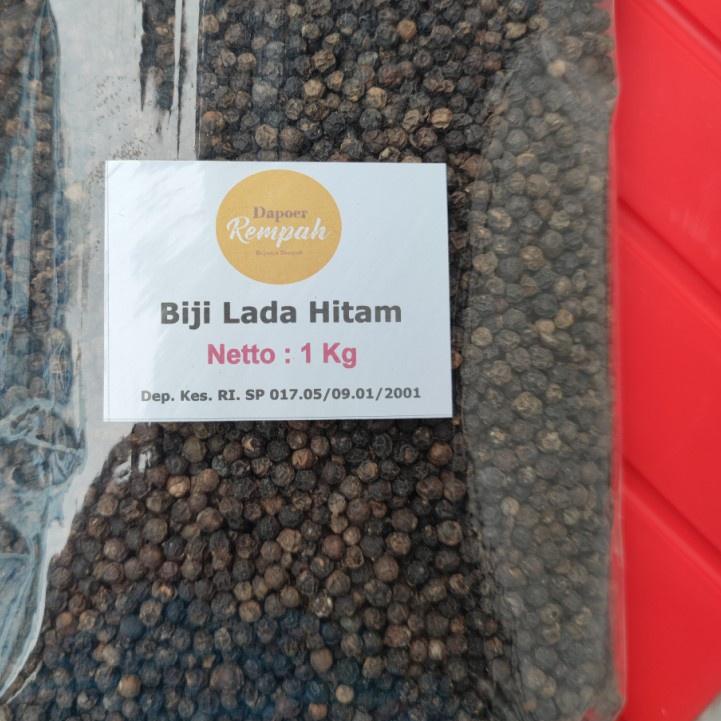 Dapoer
Rempah
Biji Lada Hitam
Netto : 1 Kg
Dep. Kes. RI. SP 017.05/09.01/2001